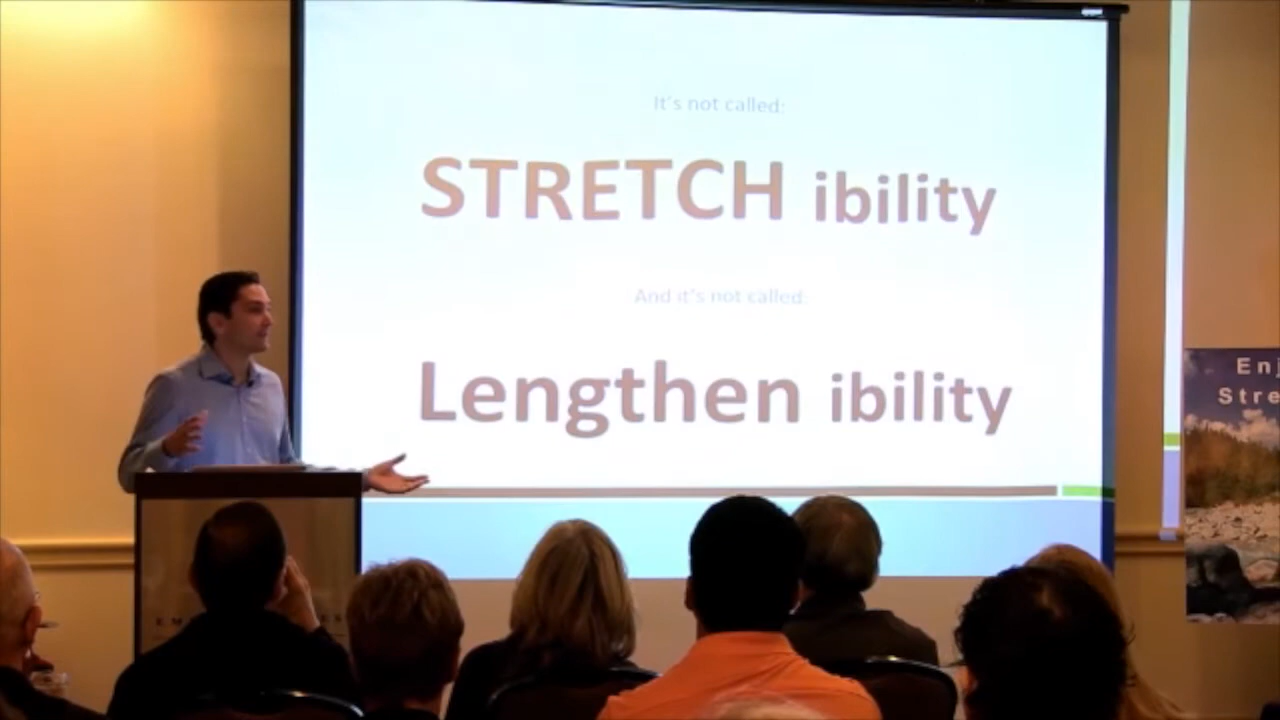 It's not called:
STRETCH ibility
And it's not called:
Lengthen ibility
Enj
Stre